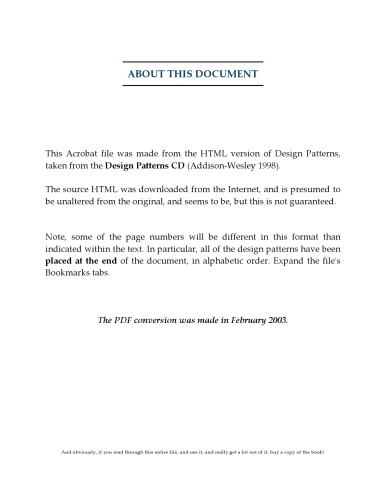 ABOUT THIS DOCUMENT
This Acrobat file was made from the HTML version of Design Patterns,
taken from the Design Patterns CD (Addison-Wesley 1998).
The source HTML was downloaded from the Internet, and is presumed to
be unaltered from the original, and seems to be, but this is not guaranteed.
Note, some of the page numbers will be different in this format than
indicated within the text. In particular, all of the design patterns have been
placed at the end of the document, in alphabetic order. Expand the file's
Bookmarks tabs.
The PDF conversion was made in February 2003.
And obviously, if you send through this entire file, and use it, and really get a lot out of it, buy a copy of the book!